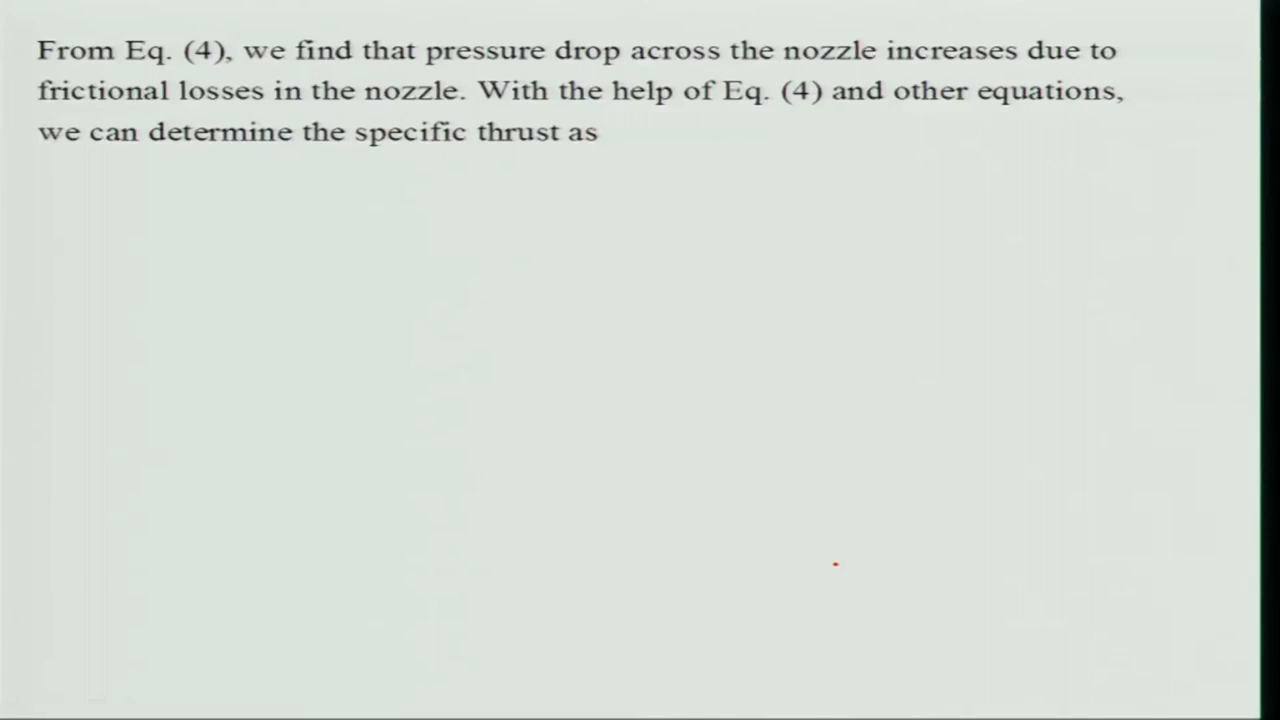 From Eq. (4), we find that pressure drop across the nozzle increases due to
frictional losses in the nozzle. With the help of Eq. (4) and other equations,
we can determine the specific thrust as